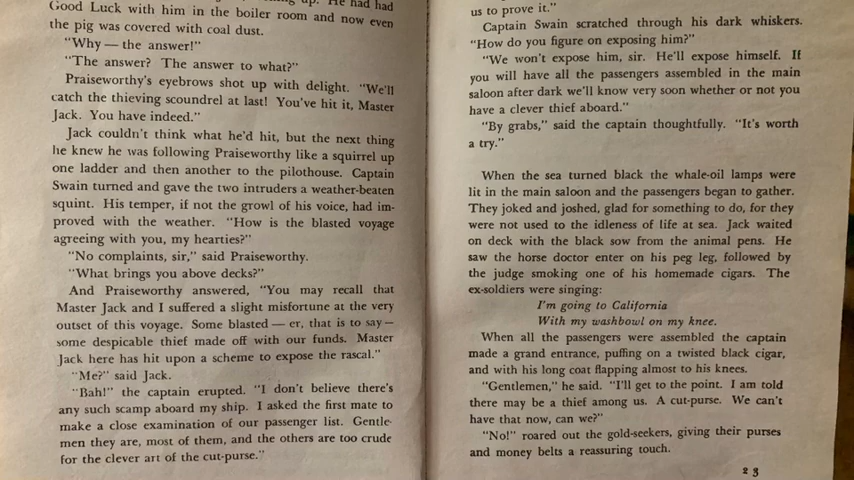 up. He had had
Good Luck with him in the boiler room and now even
the pig was covered with coal dust.
“Why — the answer!”
“The answer? The answer to what?”
Praiseworthy’s eyebrows shot up with delight. “We’ll
catch the thieving scoundrel at last! You’ve hit it, Master
Jack. You have indeed.”
Jack couldn’t think what he’d hit, but the next thing
he knew he was following Praiseworthy like a squirrel up
one ladder and then another to the pilothouse. Captain
Swain turned and gave the two intruders a weather-beaten
squint. His temper, if not the growl of his voice, had im-
proved with the weather. “How is the blasted voyage
agreeing with you, my hearties?”
“No complaints, sir,” said Praiseworthy.
“What brings you above decks?”
And Praiseworthy answered, “You may recall that
Master Jack and I suffered a slight misfortune at the very
outset of this voyage. Some blasted — er, that is to say —
some despicable thief made off with our funds. Master
Jack here has hit upon a scheme to expose the rascal.”
“Me?” said Jack.
“Bah!” the captain erupted. “I don’t believe there’s
any such scamp aboard my ship. I asked the first mate to
make a close examination of our passenger list. Gentle-
men they are, most of them, and the others are too crude
for the clever art of the cut-purse.”
us to prove it.”
Captain Swain scratched through his dark whiskers.
“How do you figure on exposing him?”
“We won’t expose him, sir. He’ll expose himself. If
you will have all the passengers assembled in the main
saloon after dark we’ll know very soon whether or not you
have a clever thief aboard.”
“By grabs,” said the captain thoughtfully. “It’s worth
a try.”
When the sea turned black the whale-oil lamps were
lit in the main saloon and the passengers began to gather.
They joked and joshed, glad for something to do, for they
were not used to the idleness of life at sea. Jack waited
on deck with the black sow from the animal pens. He
saw the horse doctor enter on his peg leg, followed by
the judge smoking one of his homemade cigars. The
ex-soldiers were singing:
I’m going to California
With my washbowl on my knee.
When all the passengers were assembled the captain
made a grand entrance, puffing on a twisted black cigar,
and with his long coat flapping almost to his knees.
“Gentlemen,” he said. “I’ll get to the point. I am told
there may be a thief among us. A cut-purse. We can’t
have that now, can we?”
“No!” roared out the gold-seekers, giving their purses
and money belts a reassuring touch.
23